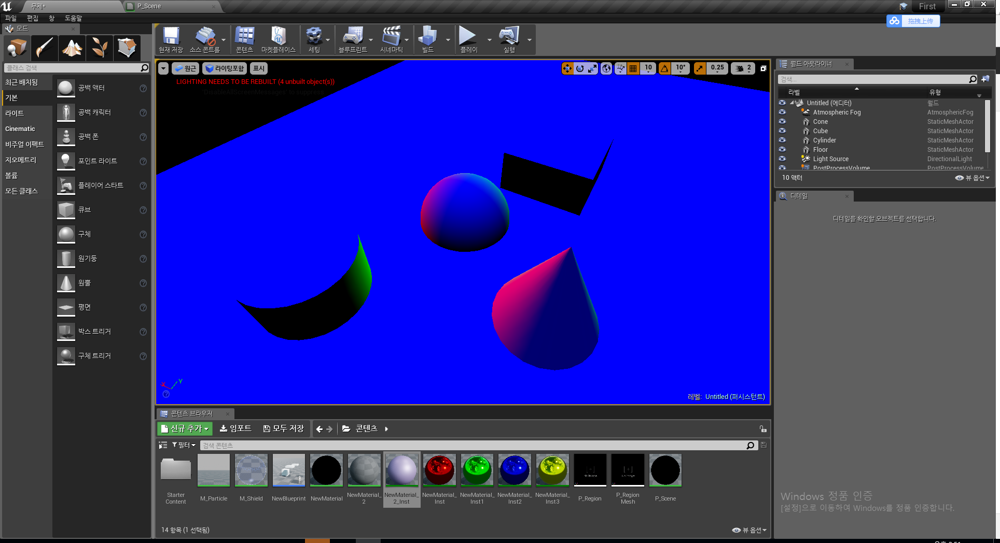 무제*
P_Scene
First
파일 편집 창 도움말
拖拽上传
모드
현재 저장 소스 콘트롤 콘텐츠 마켓플레이스 세팅 블루프린트 시네마틱 빌드 플레이 실행
클래스 검색
최근 배치됨
기본
라이트
Cinematic
비주얼 이펙트
지오메트리
볼륨
모든 클래스
공백 액터
공백 캐릭터
공백 폰
포인트 라이트
플레이어 스타트
큐브
구체
원기둥
원뿔
평면
박스 트리거
구체 트리거
원근 라이팅포함 표시
10 10° 0.25 2
LIGHTING NEEDS TO BE REBUILT (4 unbuilt object(s))
'DisableAllScreenMessages' to suppress
X Y
레벨: Untitled (퍼시스턴트)
월드 아웃라이너
검색...
라벨 유형
Untitled (에디터) 월드
Atmospheric Fog AtmosphericFog
Cone StaticMeshActor
Cube StaticMeshActor
Cylinder StaticMeshActor
Floor StaticMeshActor
Light Source DirectionalLight
PostProcessVolume PostProcessVolume
10 액터
뷰 옵션
디테일
디테일을 확인할 오브젝트를 선택합니다.
콘텐츠 브라우저
신규 추가 임포트 모두 저장 콘텐츠
필터 검색 콘텐츠
Starter Content
M_Particle
M_Shield
NewBlueprint
NewMaterial
NewMaterial_2
NewMaterial_2_Inst
NewMaterial_Inst
NewMaterial_Inst1
NewMaterial_Inst2
NewMaterial_Inst3
P_Region
P_Region Mesh
P_Scene
14 항목 (1 선택됨)
뷰 옵션
Windows 정품 인증
[설정]으로 이동하여 Windows를 정품 인증합니다.